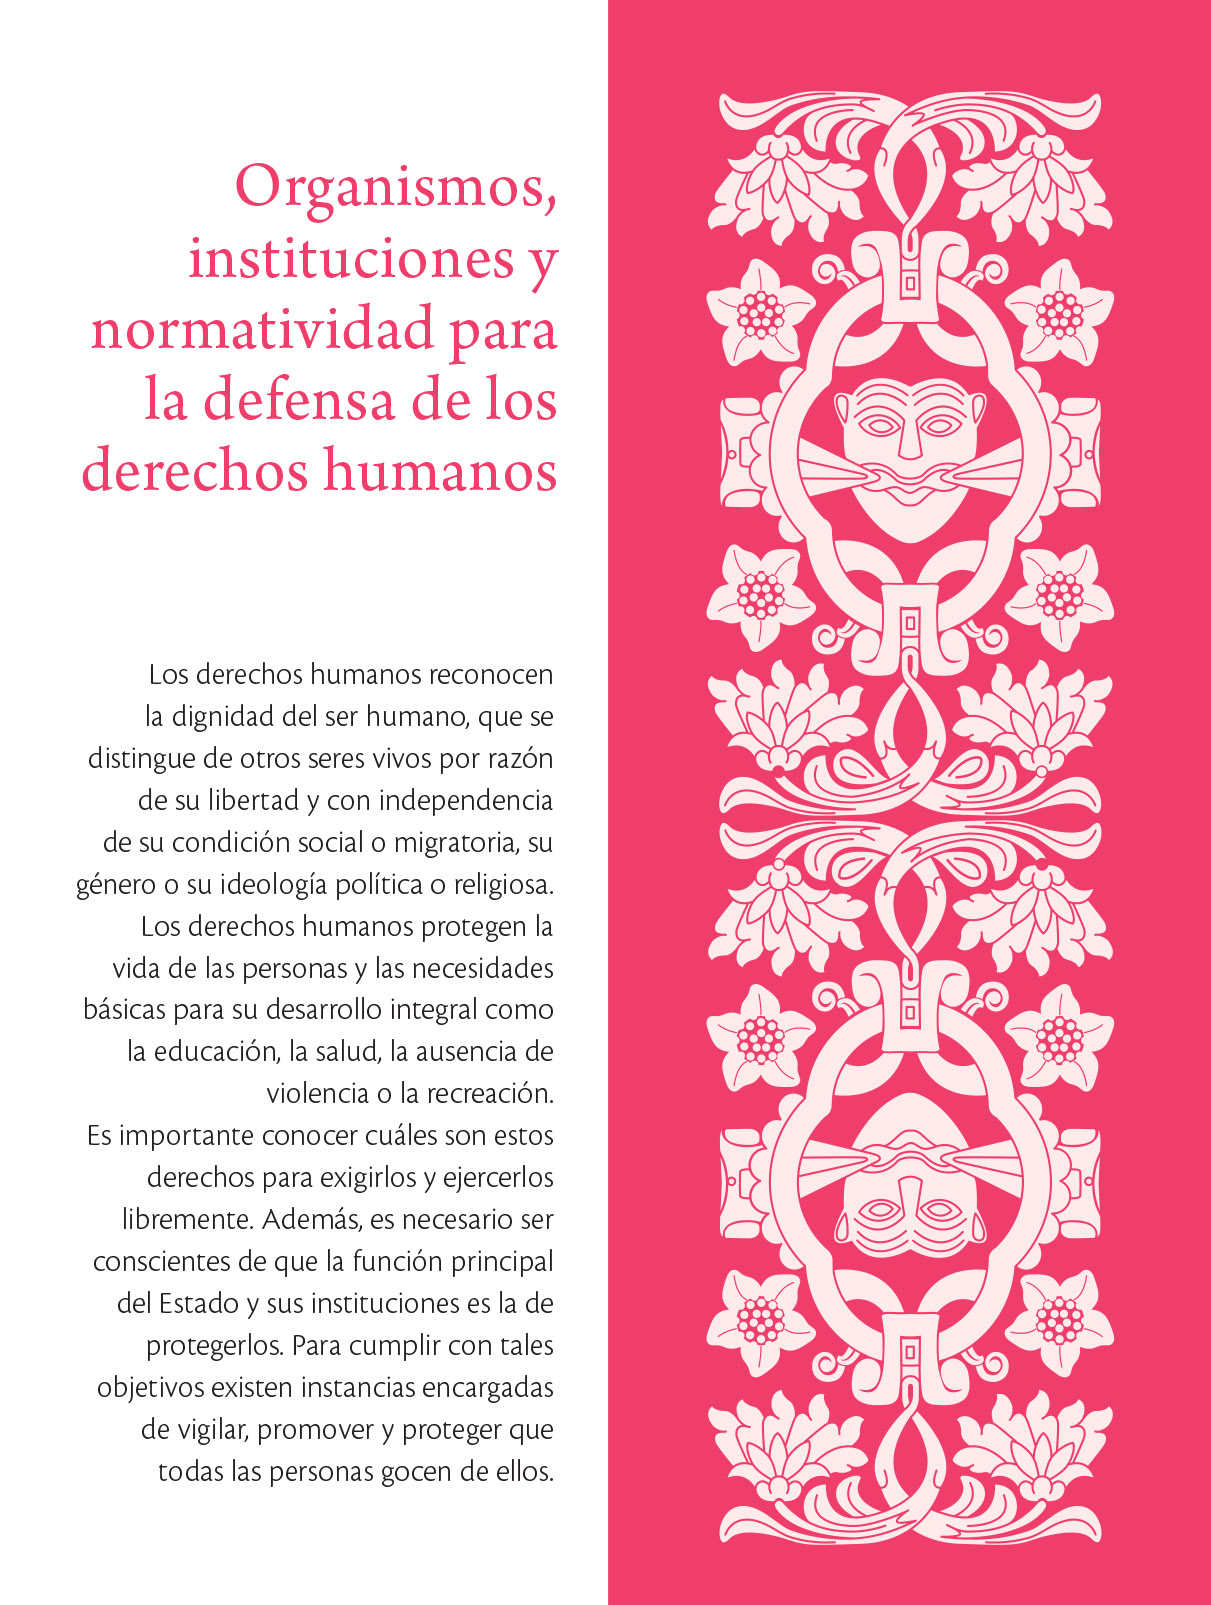 Organismos,
instituciones y
normatividad para
la defensa de los
derechos humanos
Los derechos humanos reconocen
la dignidad del ser humano, que se
distingue de otros seres vivos por razón
de su libertad y con independencia
de su condición social o migratoria, su
género o su ideología política o religiosa.
Los derechos humanos protegen la
vida de las personas y las necesidades
básicas para su desarrollo integral como
la educación, la salud, la ausencia de
violencia o la recreación.
Es importante conocer cuáles son estos
derechos para exigirlos y ejercerlos
libremente. Además, es necesario ser
conscientes de que la función principal
del Estado y sus instituciones es la de
protegerlos. Para cumplir con tales
objetivos existen instancias encargadas
de vigilar, promover y proteger que
todas las personas gocen de ellos.